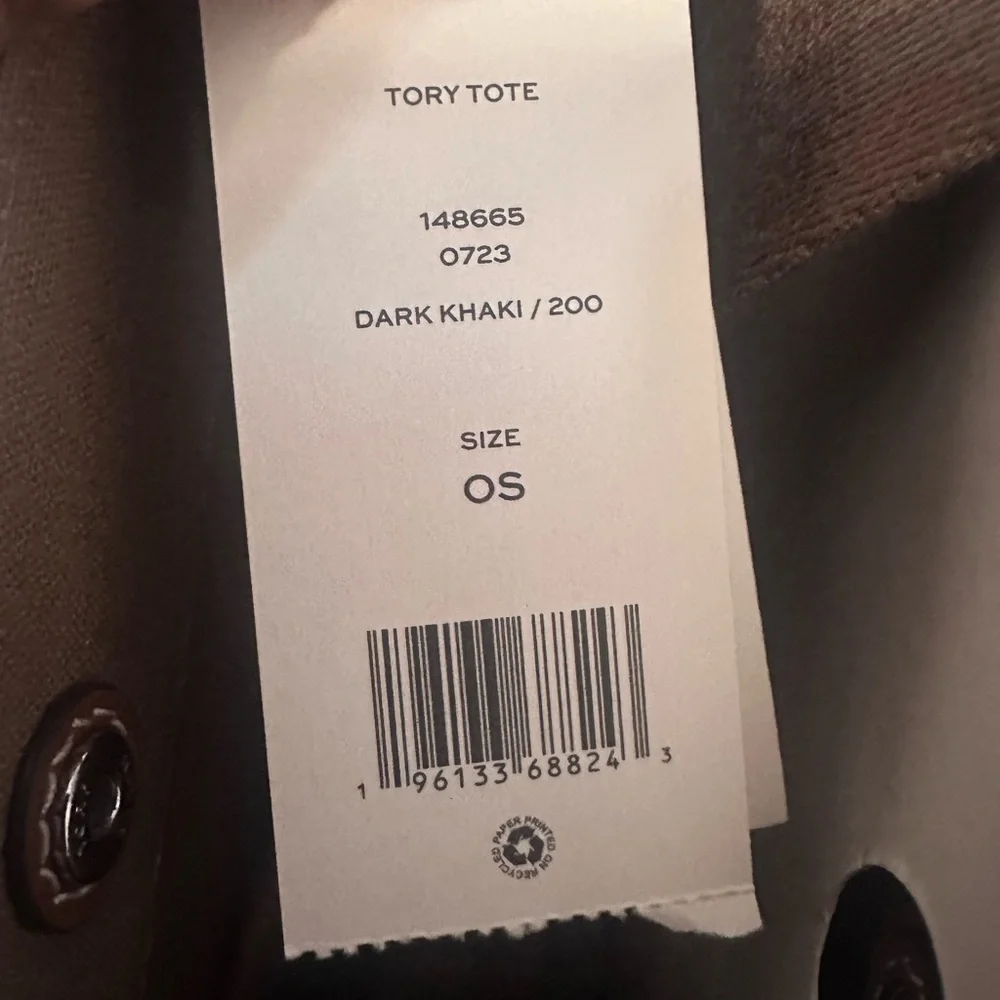 TORY TOTE
148665
0723
DARK KHAKI / 200
SIZE
OS
1 96133 68824 3
PAPER PRINTED ON RECYCLED